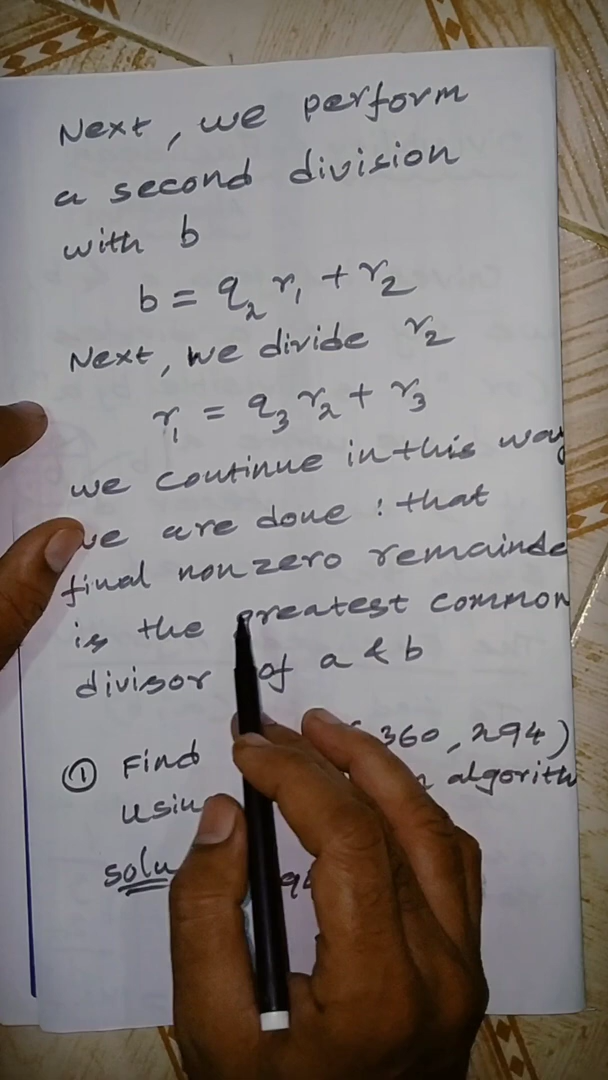 Next, we perform
a second division
with b
b = q₂ r₁ + r₂
Next, we divide r₂
r₁ = q₃ r₂ + r₃
we continue in this way
we are done : that
final nonzero remainde
is the greatest common
divisor of a & b
① Find 360, 294)
algorith